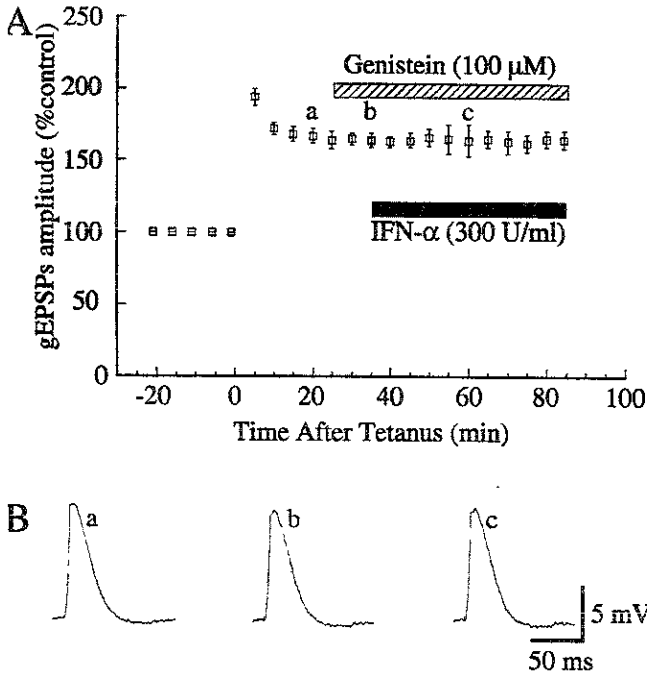 A
250
200
150
100
50
0
gEPSPs amplitude (%control)
Genistein (100 µM)
a b c
IFN-α (300 U/ml)
-20 0 20 40 60 80 100
Time After Tetanus (min)
B
a b c
5 mV
50 ms